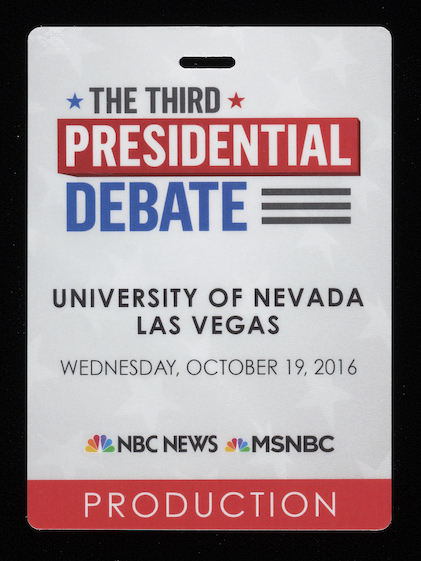 THE THIRD
PRESIDENTIAL
DEBATE
UNIVERSITY OF NEVADA
LAS VEGAS
WEDNESDAY, OCTOBER 19, 2016
NBC NEWS MSNBC
PRODUCTION